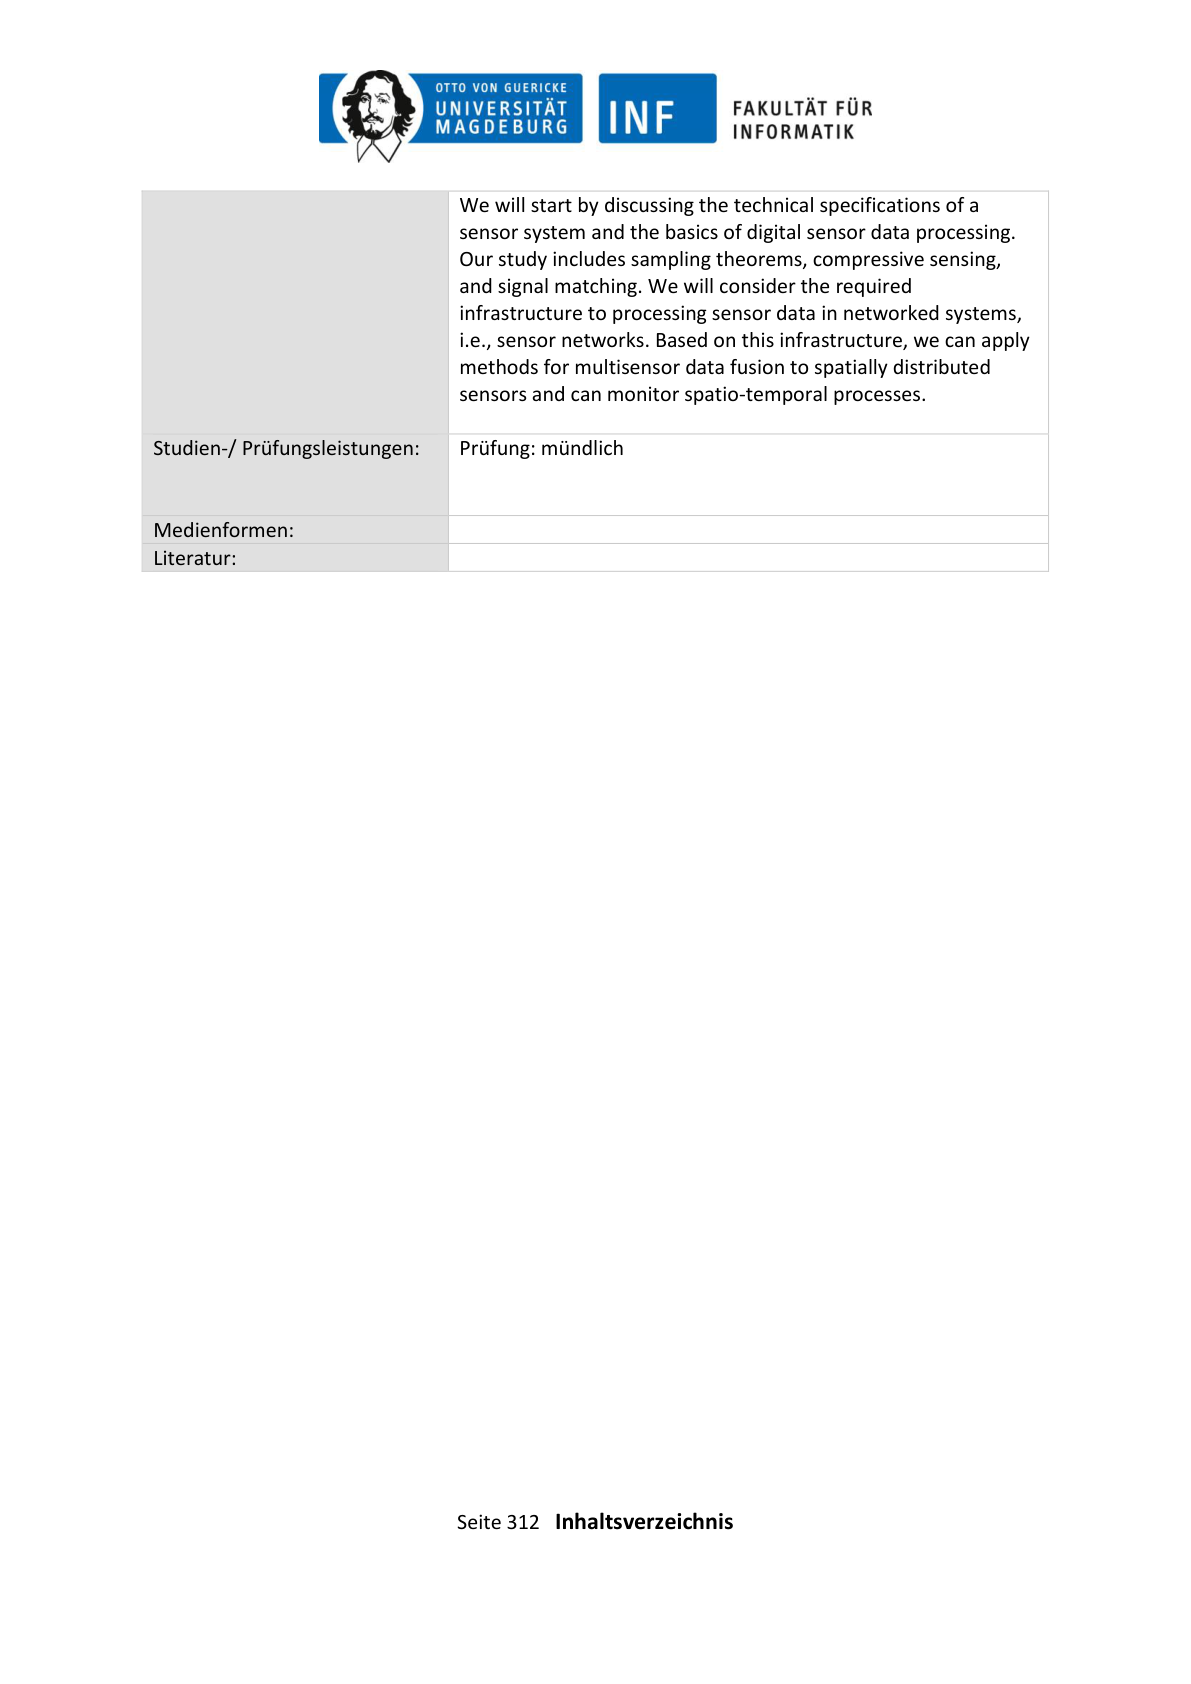 OTTO VON GUERICKE
UNIVERSITÄT
MAGDEBURG
INF
FAKULTÄT FÜR
INFORMATIK
We will start by discussing the technical specifications of a
sensor system and the basics of digital sensor data processing.
Our study includes sampling theorems, compressive sensing,
and signal matching. We will consider the required
infrastructure to processing sensor data in networked systems,
i.e., sensor networks. Based on this infrastructure, we can apply
methods for multisensor data fusion to spatially distributed
sensors and can monitor spatio-temporal processes.
Studien-/ Prüfungsleistungen:
Prüfung: mündlich
Medienformen:
Literatur:
Seite 312 Inhaltsverzeichnis